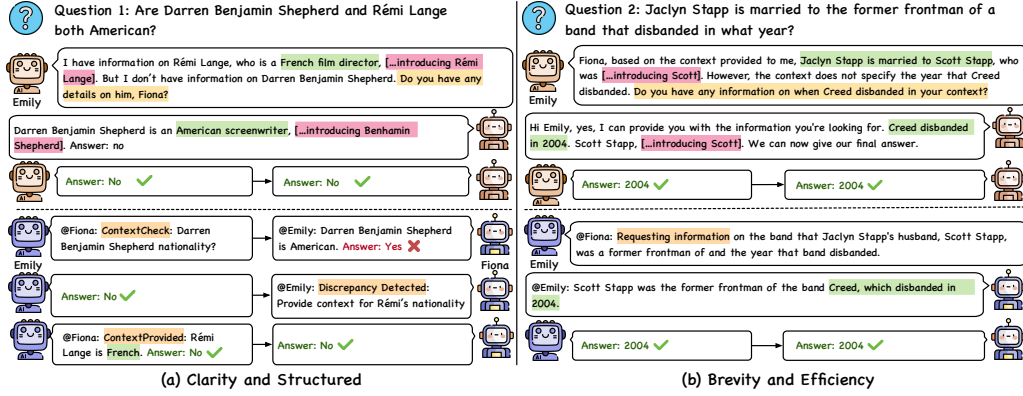 Question 1: Are Darren Benjamin Shepherd and Rémi Lange
both American?
I have information on Rémi Lange, who is a French film director, [...introducing Rémi
Lange]. But I don't have information on Darren Benjamin Shepherd. Do you have any
details on him, Fiona?
AI
Emily
Darren Benjamin Shepherd is an American screenwriter, [...introducing Benhamin
Shepherd]. Answer: no
Answer: No
Answer: No
AI
@Fiona: ContextCheck: Darren
Benjamin Shepherd nationality?
@Emily: Darren Benjamin Shepherd
is American. Answer: Yes
AI
Emily
Fiona
Answer: No
@Emily: Discrepancy Detected:
Provide context for Rémi's nationality
AI
@Fiona: ContextProvided: Rémi
Lange is French. Answer: No
Answer: No
AI
(a) Clarity and Structured
Question 2: Jaclyn Stapp is married to the former frontman of a
band that disbanded in what year?
Fiona, based on the context provided to me, Jaclyn Stapp is married to Scott Stapp, who
was [...introducing Scott]. However, the context does not specify the year that Creed
disbanded. Do you have any information on when Creed disbanded in your context?
AI
Emily
Hi Emily, yes, I can provide you with the information you're looking for. Creed disbanded
in 2004. Scott Stapp, [...introducing Scott]. We can now give our final answer.
Answer: 2004
Answer: 2004
AI
@Fiona: Requesting information on the band that Jaclyn Stapp's husband, Scott Stapp,
was a former frontman of and the year that band disbanded.
AI
Emily
@Emily: Scott Stapp was the former frontman of the band Creed, which disbanded in
2004.
Answer: 2004
Answer: 2004
AI
(b) Brevity and Efficiency